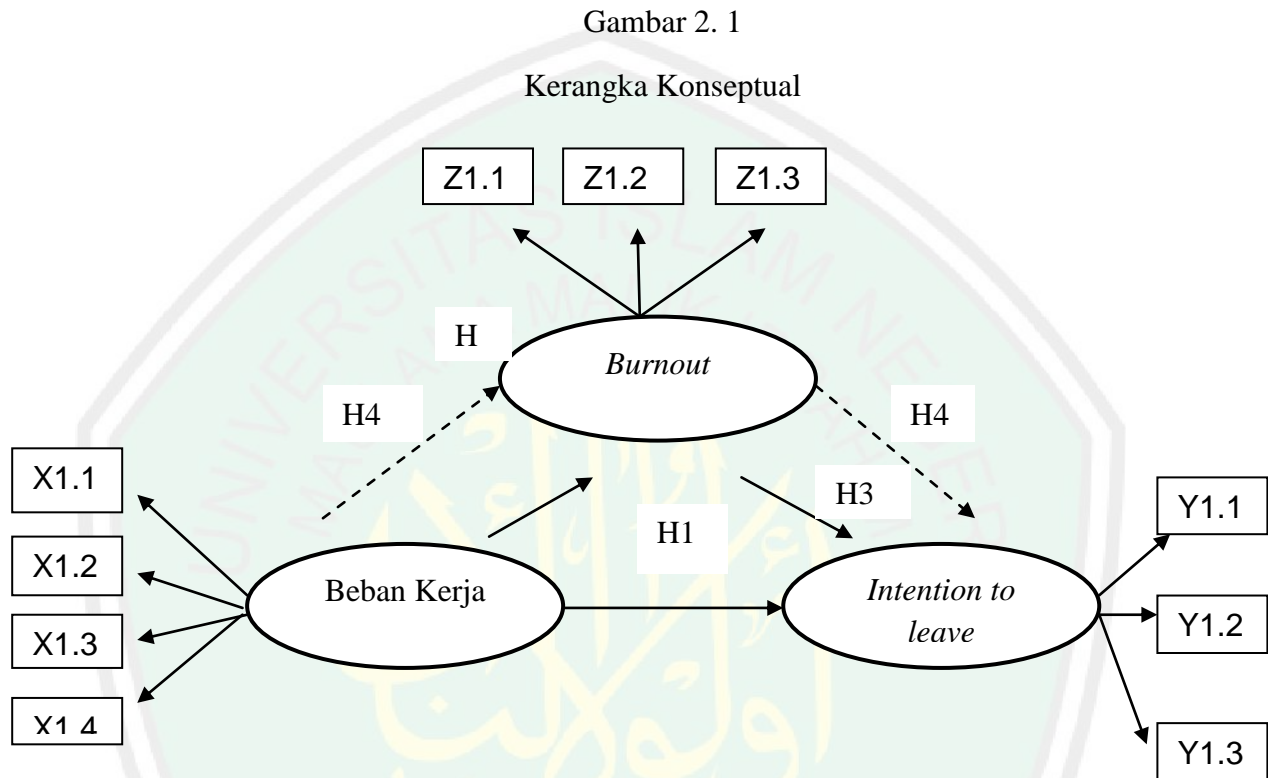 Gambar 2. 1
Kerangka Konseptual
Z1.1 Z1.2 Z1.3
H
Burnout
H4
H4
X1.1
X1.2
X1.3
X1.4
H3
H1
Beban Kerja
Intention to
leave
Y1.1
Y1.2
Y1.3